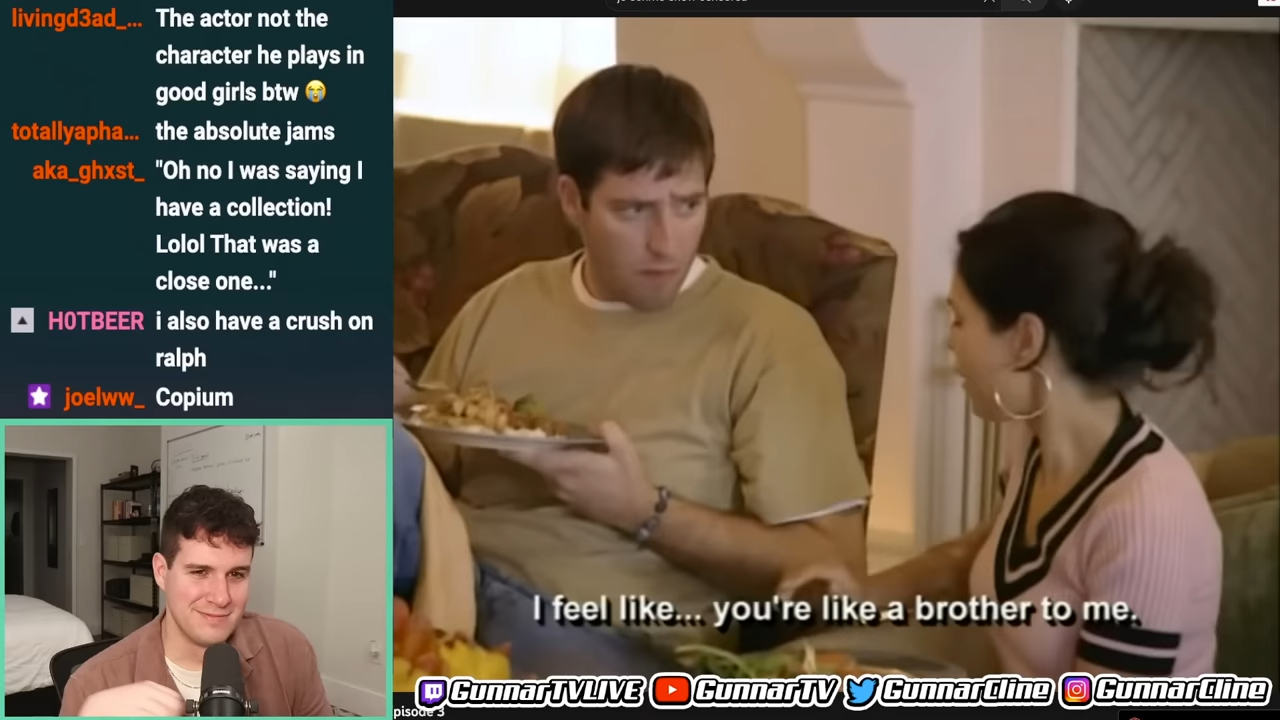 livingd3ad_... The actor not the
character he plays in
good girls btw 😭
totallyapha... the absolute jams
aka_ghxst_ "Oh no I was saying I
have a collection!
Lolol That was a
close one..."
H0TBEER i also have a crush on
ralph
joelww_ Copium
I feel like... you're like a brother to me.
GunnarTVLIVE GunnarTV GunnarCline GunnarCline
episode 3